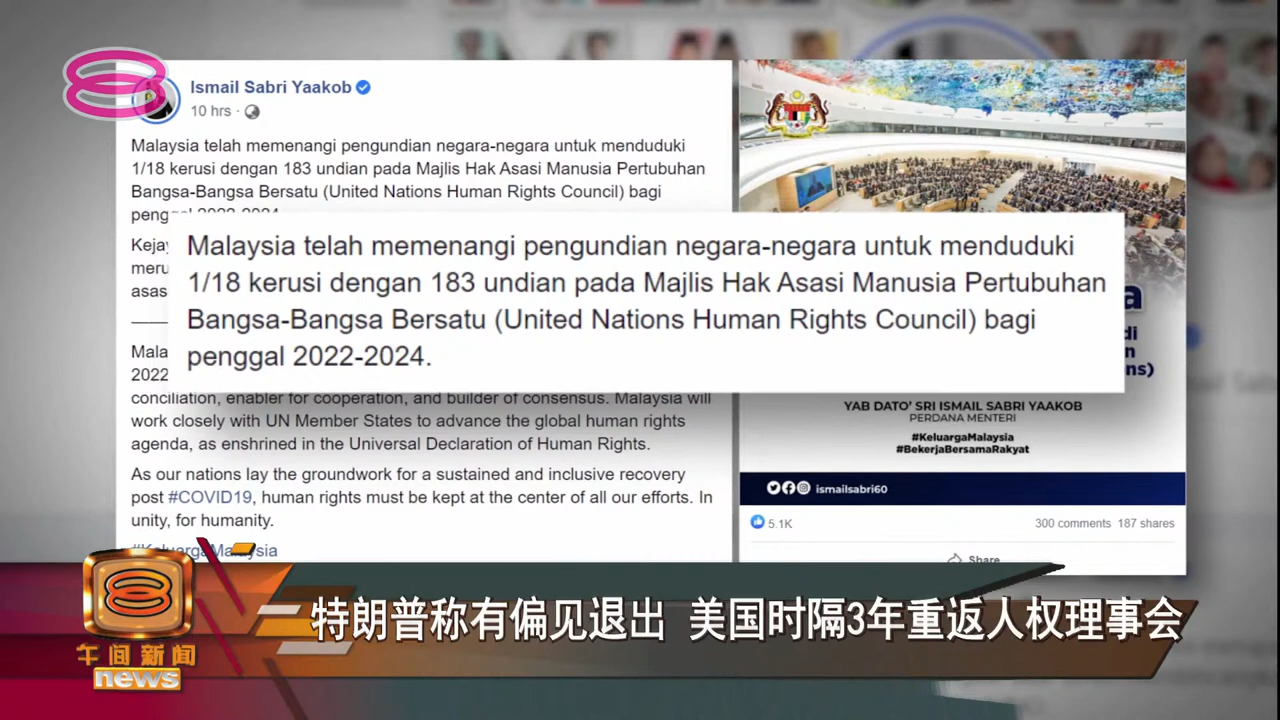 Ismail Sabri Yaakob
10 hrs ·
Malaysia telah memenangi pengundian negara-negara untuk menduduki
1/18 kerusi dengan 183 undian pada Majlis Hak Asasi Manusia Pertubuhan
Bangsa-Bangsa Bersatu (United Nations Human Rights Council) bagi
penggal 2022-2024
Malaysia telah memenangi pengundian negara-negara untuk menduduki
1/18 kerusi dengan 183 undian pada Majlis Hak Asasi Manusia Pertubuhan
Bangsa-Bangsa Bersatu (United Nations Human Rights Council) bagi
penggal 2022-2024.
2022
conciliation, enabler for cooperation, and builder of consensus. Malaysia will
work closely with UN Member States to advance the global human rights
agenda, as enshrined in the Universal Declaration of Human Rights.
As our nations lay the groundwork for a sustained and inclusive recovery
post #COVID19, human rights must be kept at the center of all our efforts. In
unity, for humanity.
#KeluargaMalaysia
YAB DATO' SRI ISMAIL SABRI YAAKOB
PERDANA MENTERI
#KeluargaMalaysia
#BekerjaBersamaRakyat
ismailsabri60
5.1K
300 comments 187 shares
Share
特朗普称有偏见退出 美国时隔3年重返人权理事会
午间新闻
news